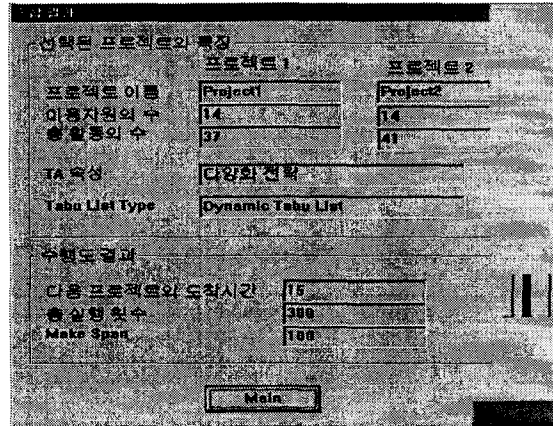 선택된 프로젝트의 특징
프로젝트 1 프로젝트 2
프로젝트 이름 Project1 Project2
이용자원의 수 14 14
총 활동의 수 37 41
TA 속성 다양화 전략
Tabu List Type Dynamic Tabu List
수행도 결과
다음 프로젝트의 도착시간 15
총 실행 횟수
Make Span
Main